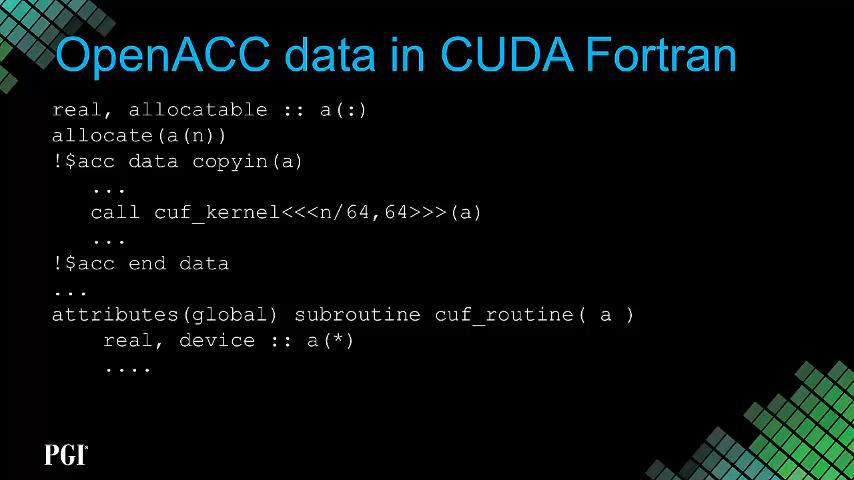 OpenACC data in CUDA Fortran
real, allocatable :: a(:)
allocate(a(n))
!$acc data copyin(a)
...
call cuf_kernel<<<n/64,64>>>(a)
...
!$acc end data
...
attributes(global) subroutine cuf_routine( a )
real, device :: a(*)
....
PGI®